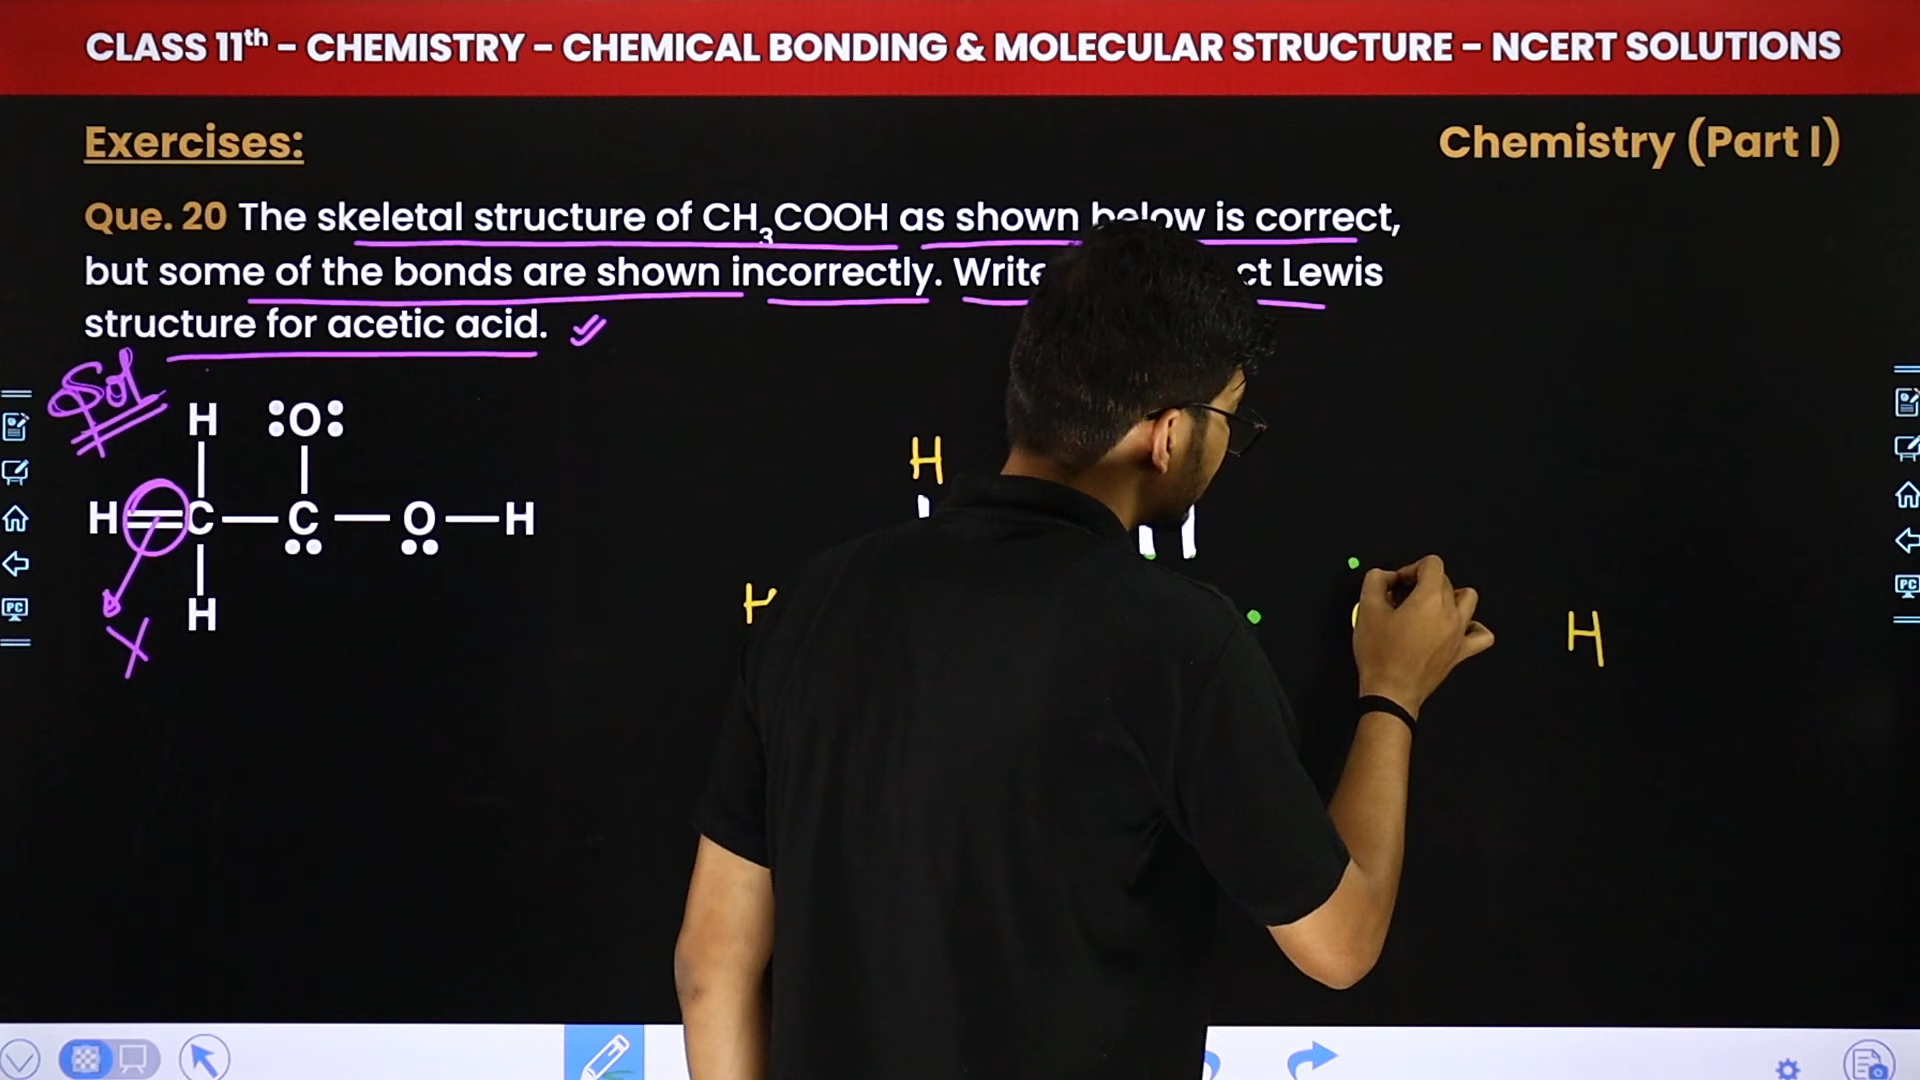 CLASS 11th – CHEMISTRY – CHEMICAL BONDING & MOLECULAR STRUCTURE – NCERT SOLUTIONS
Exercises:
Chemistry (Part I)
Que. 20 The skeletal structure of CH3COOH as shown below is correct,
but some of the bonds are shown incorrectly. Write ct Lewis
structure for acetic acid.
Sol
H :O:
H=C—C—O—H
H
X
H
H H
PC
PC